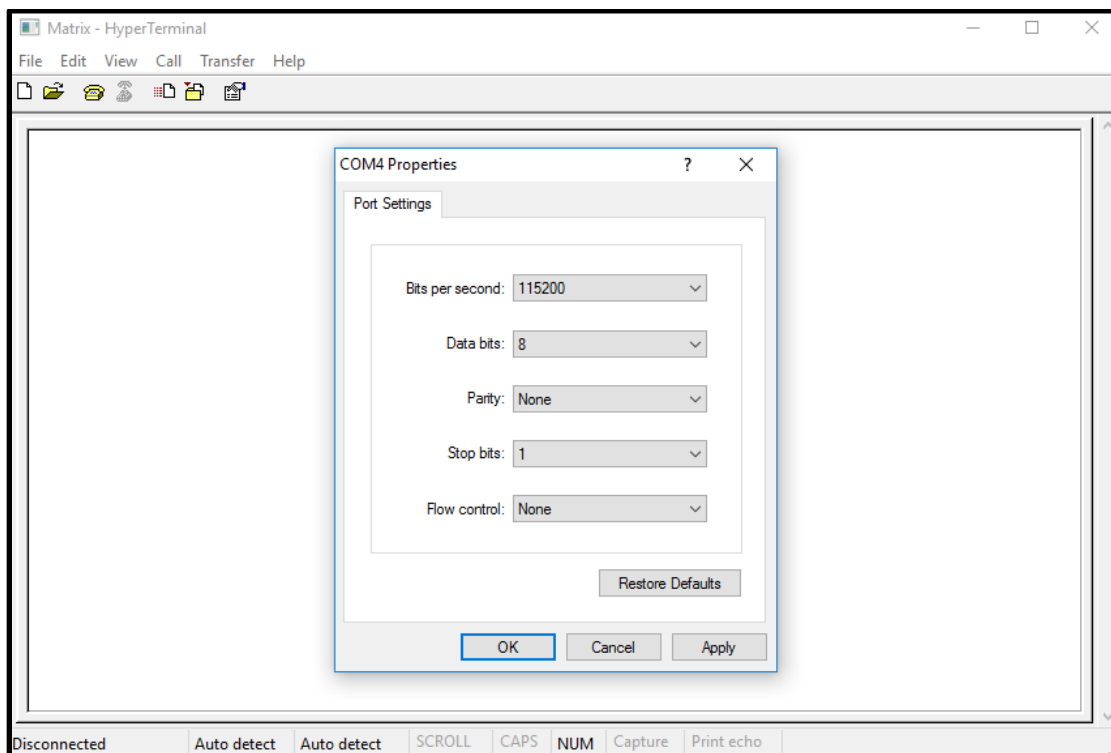 Matrix - HyperTerminal
File Edit View Call Transfer Help
COM4 Properties ?
Port Settings
Bits per second: 115200
Data bits: 8
Parity: None
Stop bits: 1
Flow control: None
Restore Defaults
OK Cancel Apply
Disconnected Auto detect Auto detect SCROLL CAPS NUM Capture Print echo